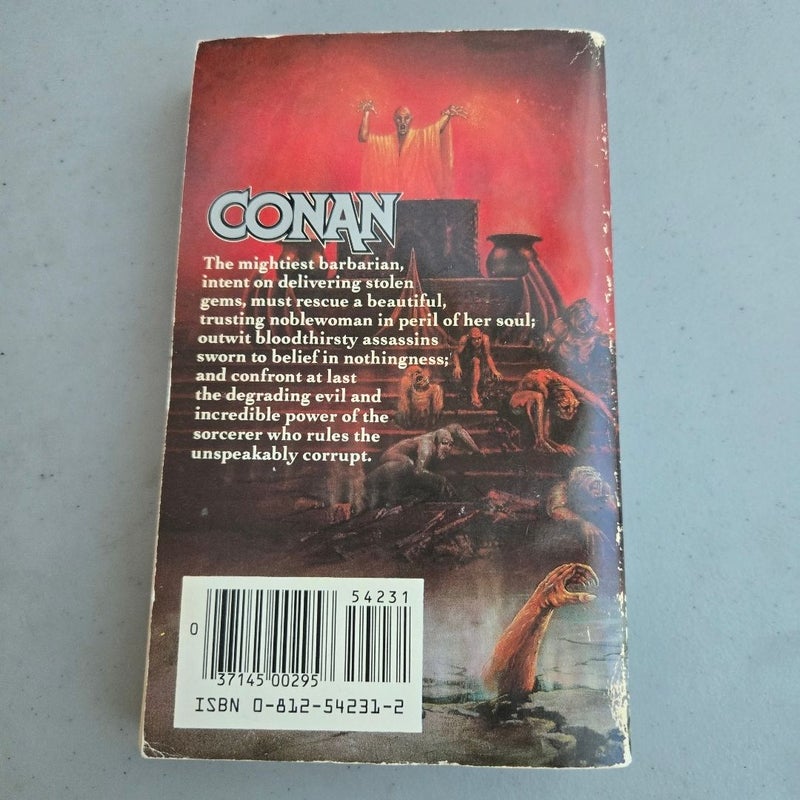 CONAN
The mightiest barbarian,
intent on delivering stolen
gems, must rescue a beautiful,
trusting noblewoman in peril of her soul;
outwit bloodthirsty assassins
sworn to belief in nothingness;
and confront at last
the degrading evil and
incredible power of the
sorcerer who rules the
unspeakably corrupt.
54231
0
37145 00295
ISBN 0-812-54231-2